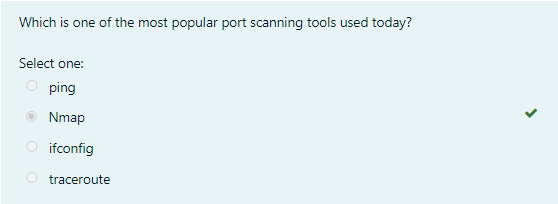 Which is one of the most popular port scanning tools used today?
Select one:
ping
Nmap
ifconfig
traceroute